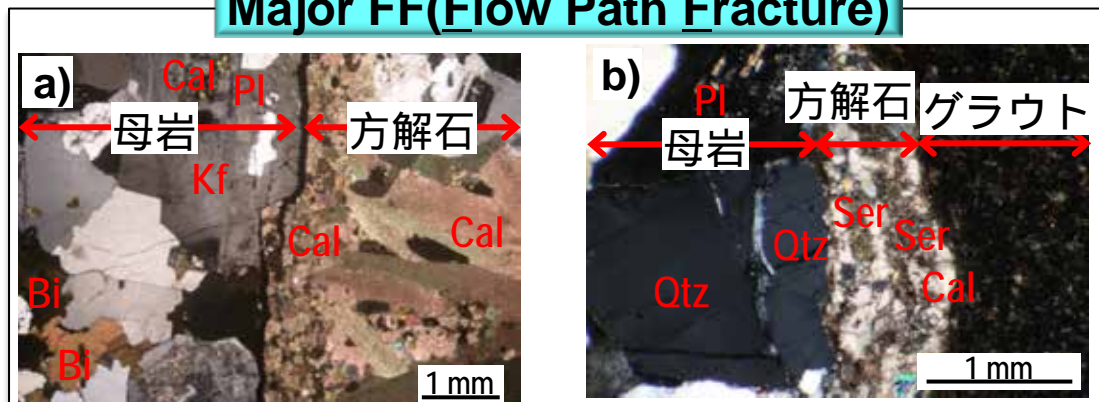 Major FF(Flow Path Fracture)
a)
Cal
Pl
母岩
方解石
Kf
Cal
Cal
Bi
Bi
1 mm
b)
Pl
方解石
グラウト
母岩
Ser
Ser
Qtz
Qtz
Cal
1 mm